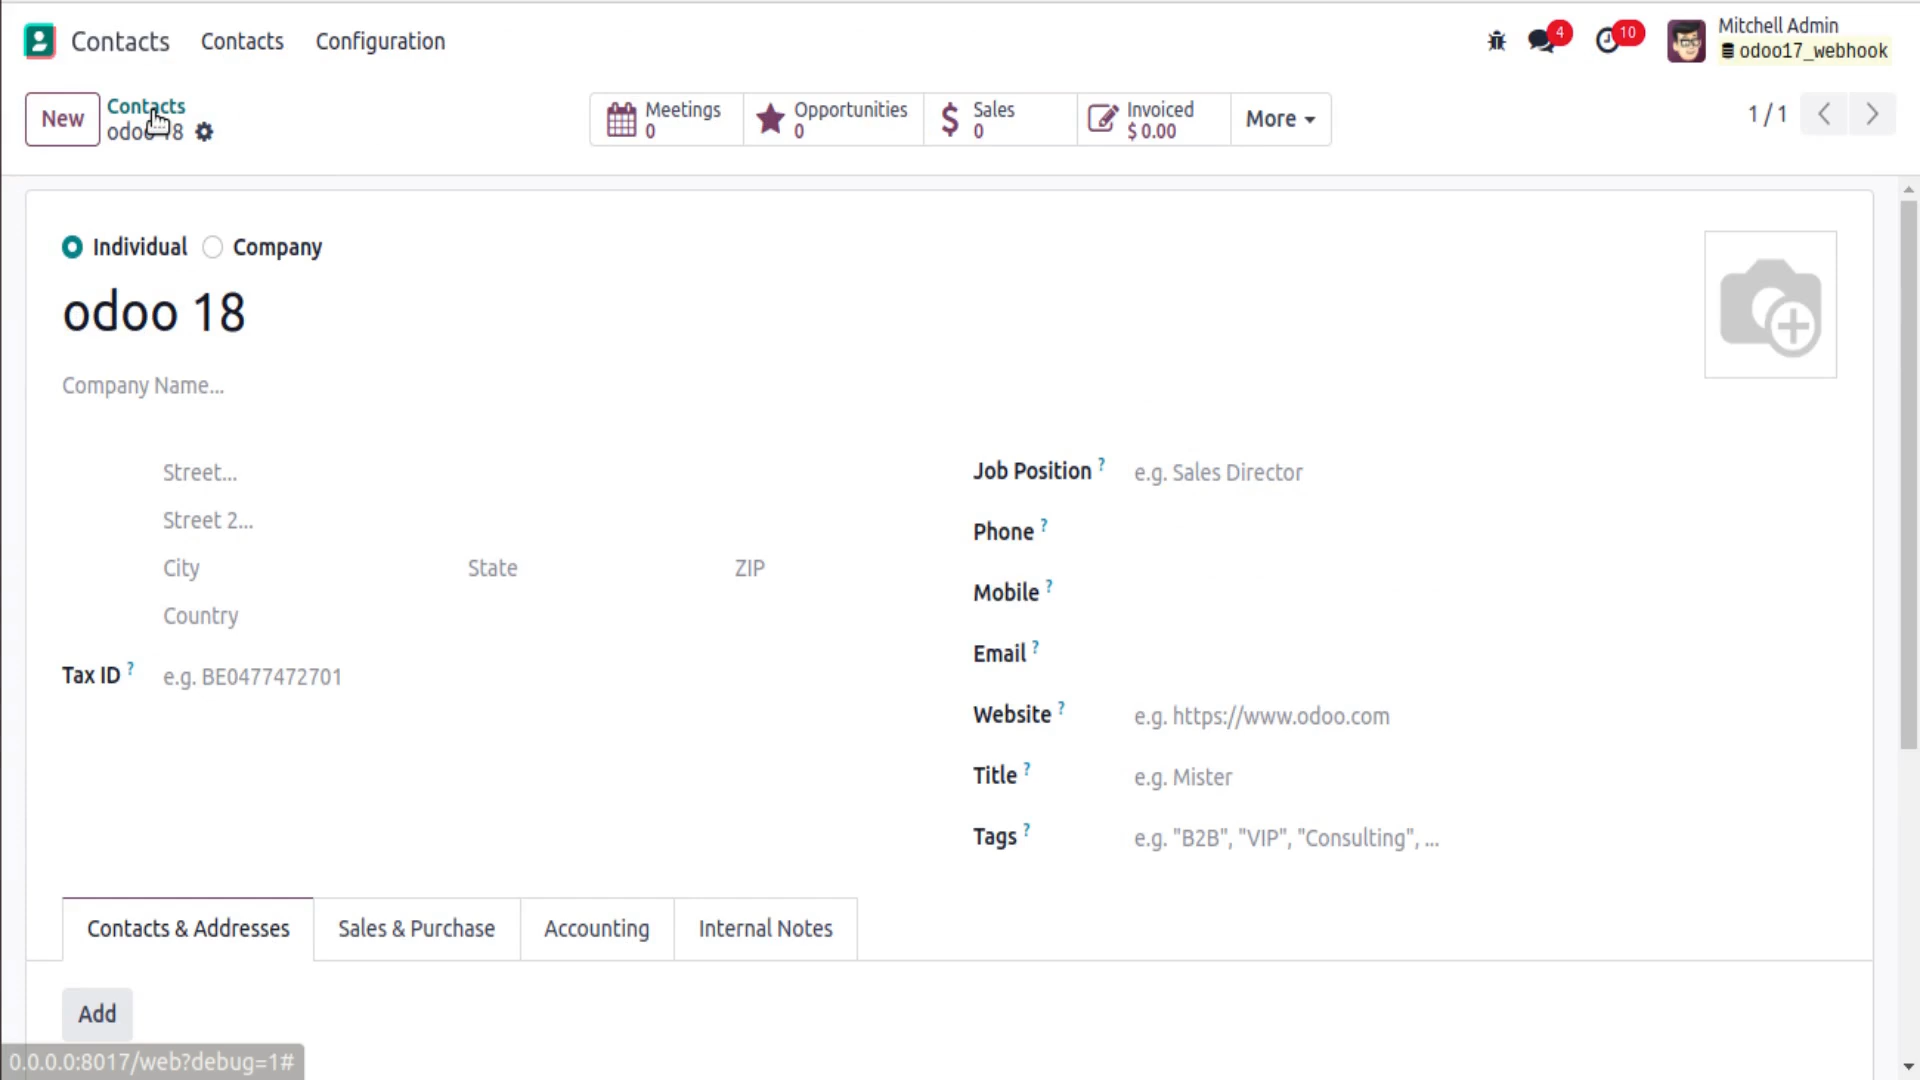 Contacts Contacts Configuration 4 10 Mitchell Admin
odoo17_webhook
New Contacts
Meetings 0
Opportunities 0
Sales 0
Invoiced $ 0.00
More
1 / 1
Individual Company
odoo 18
Company Name...
Street...
Street 2...
City State ZIP
Country
Tax ID ? e.g. BE0477472701
Job Position ? e.g. Sales Director
Phone ?
Mobile ?
Email ?
Website ? e.g. https://www.odoo.com
Title ? e.g. Mister
Tags ? e.g. "B2B", "VIP", "Consulting", ...
Contacts & Addresses Sales & Purchase Accounting Internal Notes
Add
0.0.0.0:8017/web?debug=1#